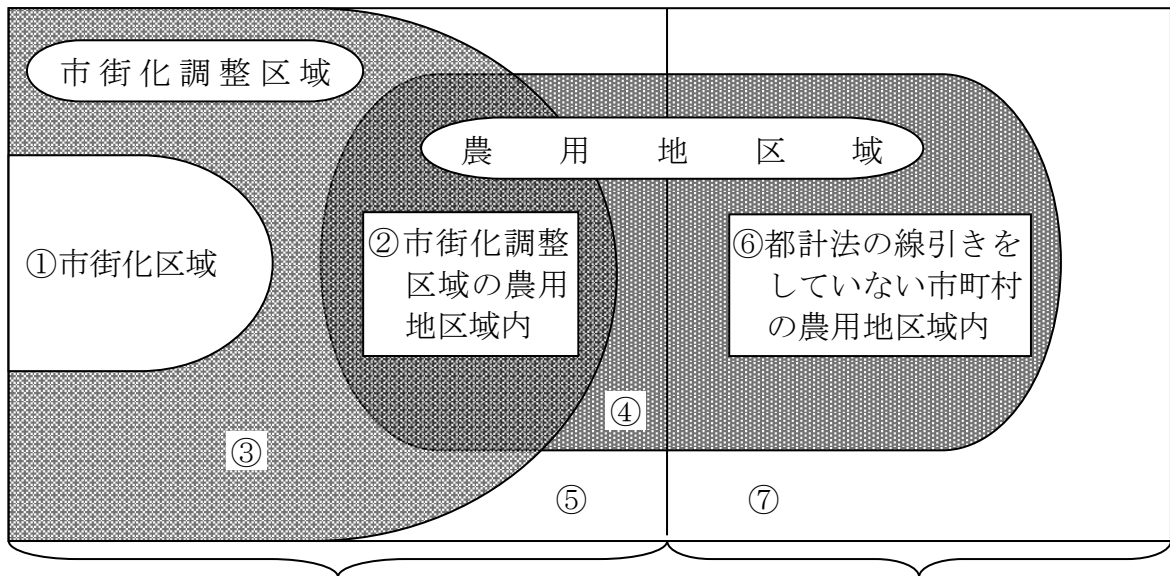 市街化調整区域
農用地区域
①市街化区域
②市街化調整
区域の農用
地区域内
⑥都計法の線引きを
していない市町村
の農用地区域内
④
③
⑤
⑦